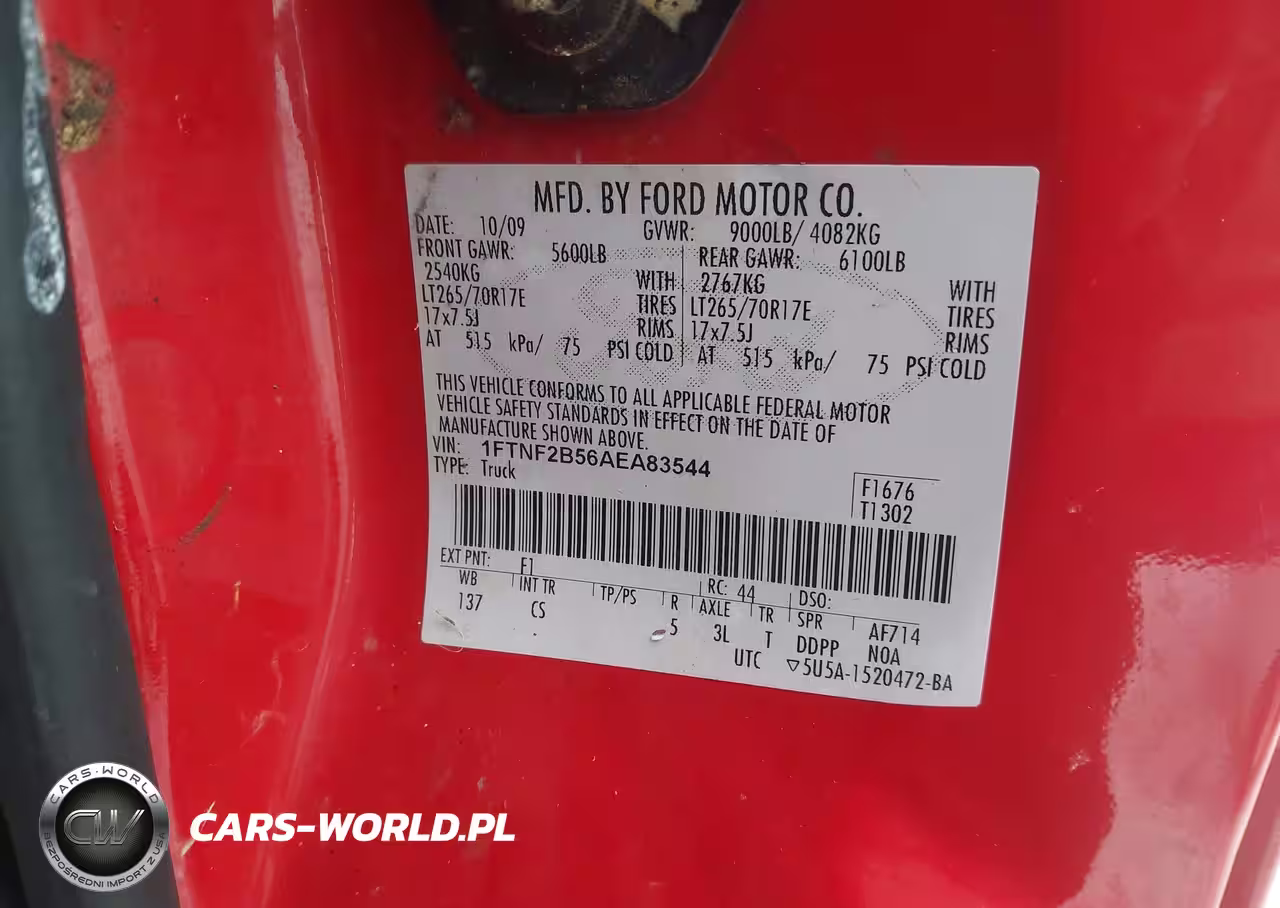 MFD. BY FORD MOTOR CO.
DATE: 10/09 GVWR: 9000LB/ 4082KG
FRONT GAWR: 5600LB REAR GAWR: 6100LB
2540KG WITH 2767KG WITH
LT265/70R17E TIRES LT265/70R17E TIRES
17x7.5J RIMS 17x7.5J RIMS
AT 515 kPa/ 75 PSI COLD AT 515 kPa/ 75 PSI COLD
THIS VEHICLE CONFORMS TO ALL APPLICABLE FEDERAL MOTOR
VEHICLE SAFETY STANDARDS IN EFFECT ON THE DATE OF
MANUFACTURE SHOWN ABOVE.
VIN: 1FTNF2B56AEA83544
TYPE: Truck
F1676
T1302
EXT PNT: F1 RC: 44 DSO:
WB INT TR TP/PS R AXLE TR SPR AF714
137 CS 5 3L T DDPP NOA
UTC ▽5U5A-1520472-BA
CARS-WORLD
CW
BEZPOŚREDNI IMPORT Z USA
CARS-WORLD.PL